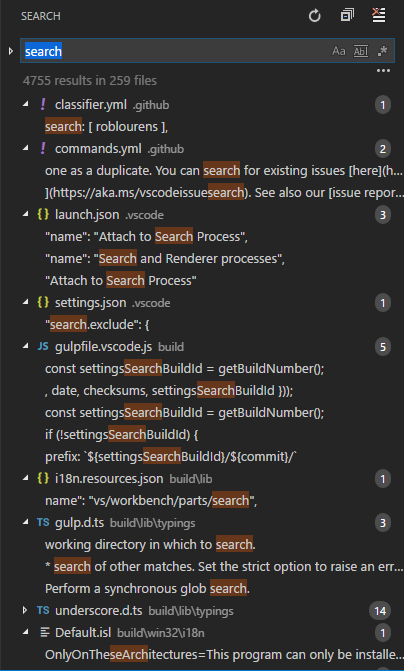 SEARCH
search Aa Abl .*
4755 results in 259 files
classifier.yml .github 1
search: [ roblourens ],
commands.yml .github 2
one as a duplicate. You can search for existing issues [here](h...
](https://aka.ms/vscodeissuesearch). See also our [issue repor...
{ } launch.json .vscode 3
"name": "Attach to Search Process",
"name": "Search and Renderer processes",
"Attach to Search Process"
{ } settings.json .vscode 1
"search.exclude": {
JS gulpfile.vscode.js build 5
const settingsSearchBuildId = getBuildNumber();
, date, checksums, settingsSearchBuildId }));
const settingsSearchBuildId = getBuildNumber();
if (!settingsSearchBuildId) {
prefix: `${settingsSearchBuildId}/${commit}/`
{ } i18n.resources.json build\lib 1
name": "vs/workbench/parts/search",
TS gulp.d.ts build\lib\typings 3
working directory in which to search.
* search of other matches. Set the strict option to raise an err...
Perform a synchronous glob search.
TS underscore.d.ts build\lib\typings 14
Default.isl build\win32\i18n 1
OnlyOnTheseArchitectures=This program can only be installe...